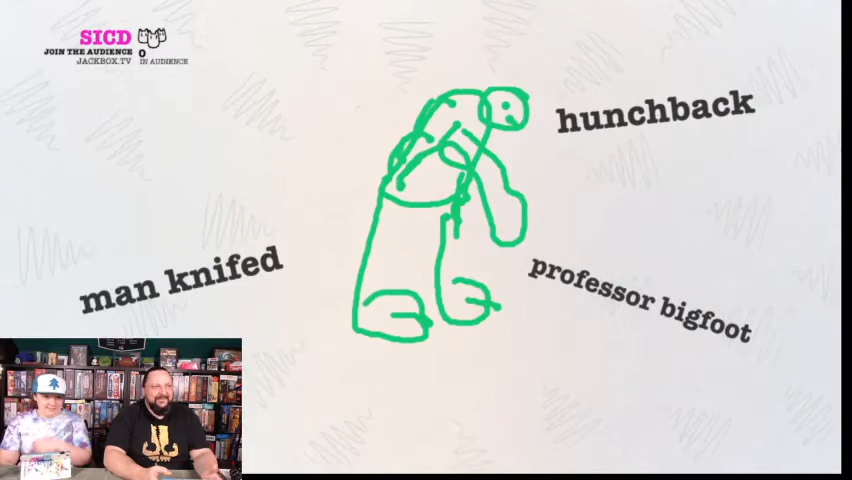 SICD
JOIN THE AUDIENCE
JACKBOX.TV
0
IN AUDIENCE
hunchback
man knifed
professor bigfoot